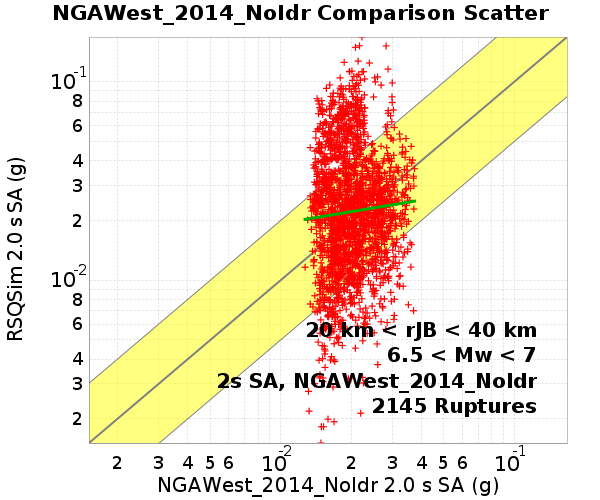 NGAWest_2014_NoIdr Comparison Scatter
RSQSim 2.0 s SA (g)
10-1
8
6
4
3
2
10-2
8
6
4
3
2
20 km < rJB < 40 km
6.5 < Mw < 7
2s SA, NGAWest_2014_NoIdr
2145 Ruptures
2 3 4 5 6 8 10-2 2 3 4 5 6 8 10-1
NGAWest_2014_NoIdr 2.0 s SA (g)